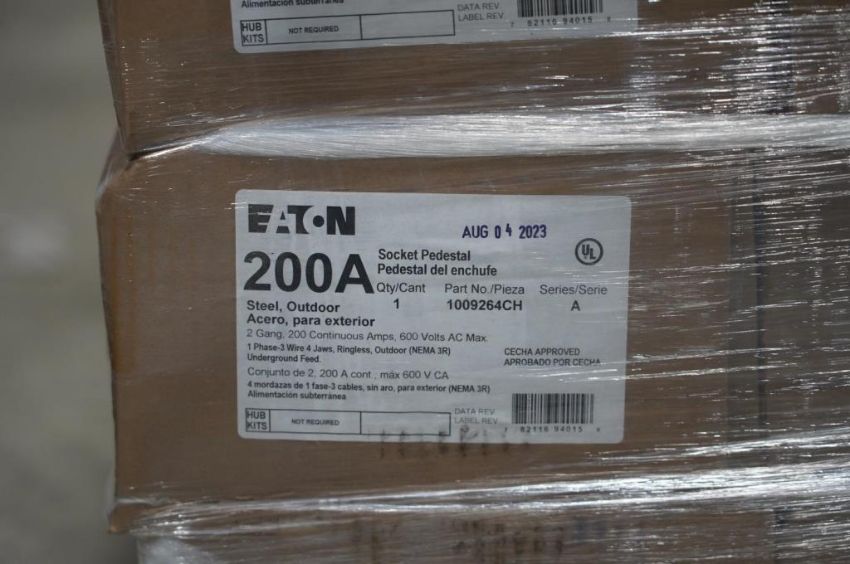 Alimentación subterránea
HUB KITS
NOT REQUIRED
DATA REV
LABEL REV
82116 94015
EATON
AUG 04 2023
UL
200A
Socket Pedestal
Pedestal del enchufe
Qty/Cant Part No./Pieza Series/Serie
1 1009264CH A
Steel, Outdoor
Acero, para exterior
2 Gang, 200 Continuous Amps, 600 Volts AC Max.
1 Phase-3 Wire 4 Jaws, Ringless, Outdoor (NEMA 3R)
Underground Feed.
CECHA APPROVED
APROBADO POR CECHA
Conjunto de 2, 200 A cont., máx 600 V CA
4 mordazas de 1 fase-3 cables, sin aro, para exterior (NEMA 3R)
Alimentación subterránea
HUB KITS
NOT REQUIRED
DATA REV
LABEL REV
7 82116 94015